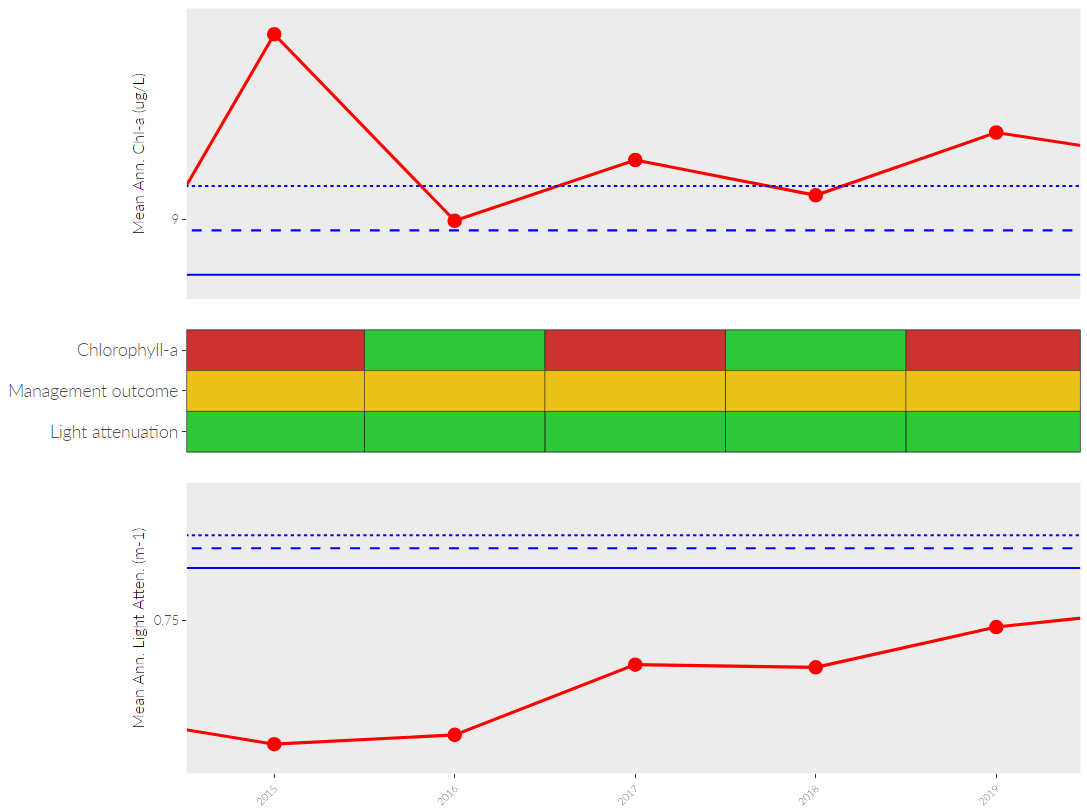 Mean Ann. Chl-a (ug/L)
9
Chlorophyll-a
Management outcome
Light attenuation
Mean Ann. Light Atten. (m-1)
0.75
2015
2016
2017
2018
2019